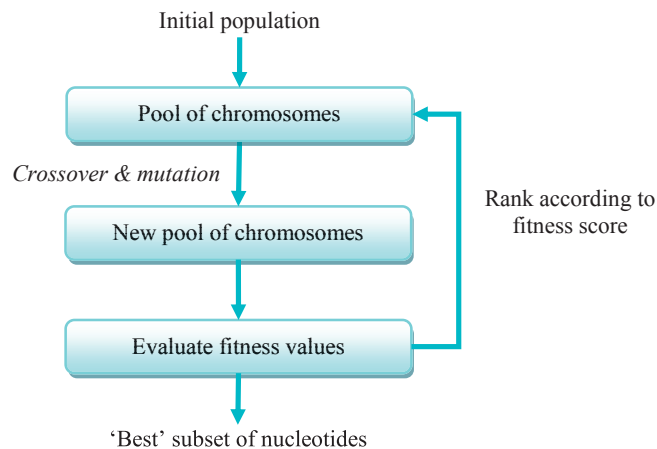 Initial population
Pool of chromosomes
Crossover & mutation
New pool of chromosomes
Rank according to
fitness score
Evaluate fitness values
‘Best’ subset of nucleotides